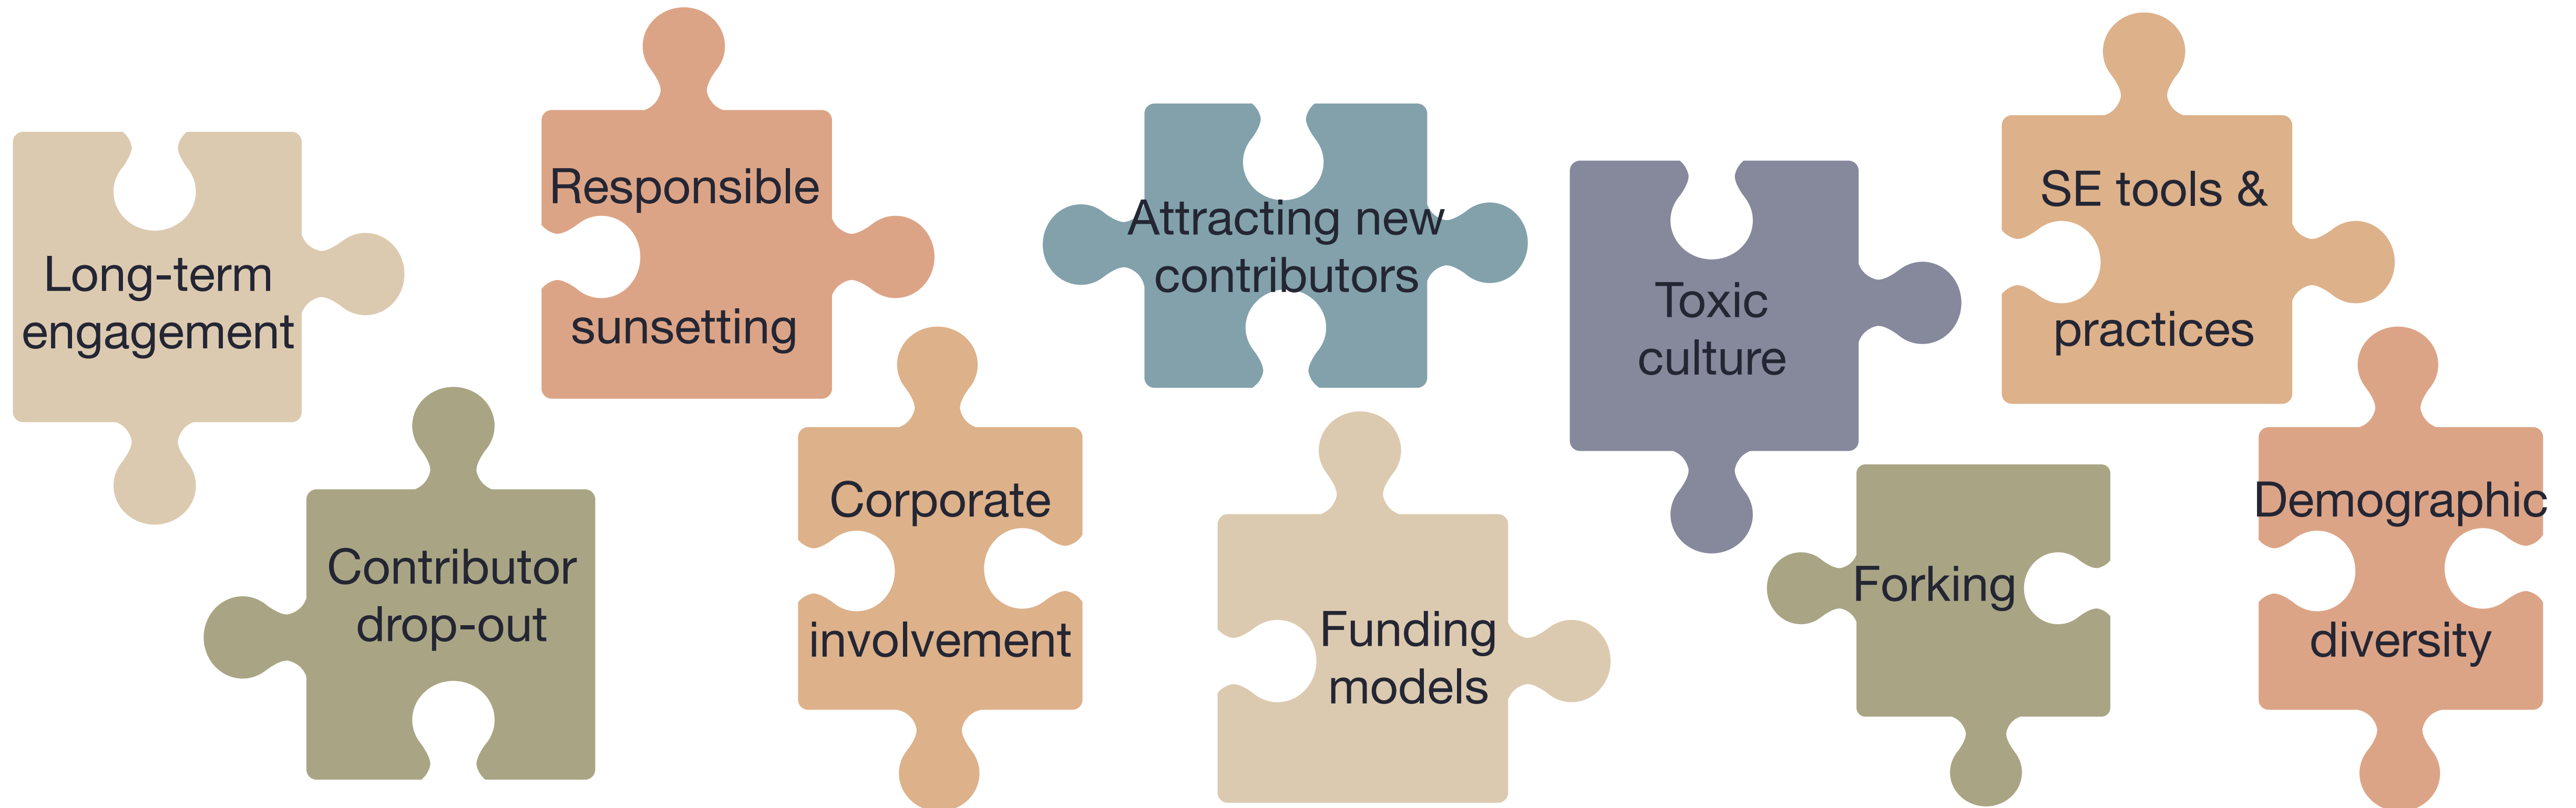 Long-term
engagement
Responsible
sunsetting
Attracting new
contributors
Toxic
culture
SE tools &
practices
Contributor
drop-out
Corporate
involvement
Funding
models
Forking
Demographic
diversity